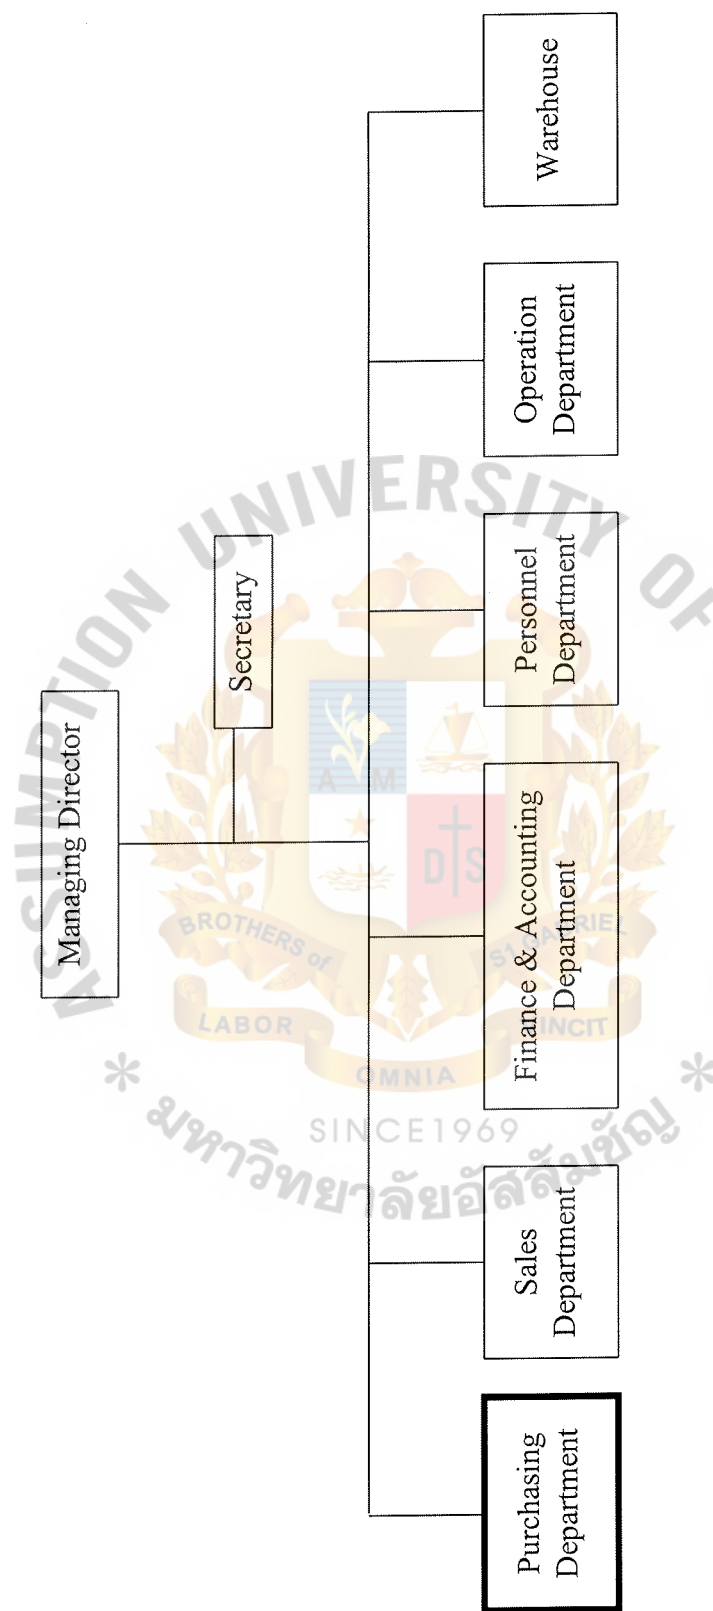 Managing Director
Secretary
Purchasing
Department
Sales
Department
Finance & Accounting
Department
Personnel
Department
Operation
Department
Warehouse
ASSUMPTION UNIVERSITY OF
A M
D S
BROTHERS of
ST GABRIEL
LABOR
OMNIA
VINCIT
SINCE1969
* มหาวิทยาลัยอัสสัมชัญ *